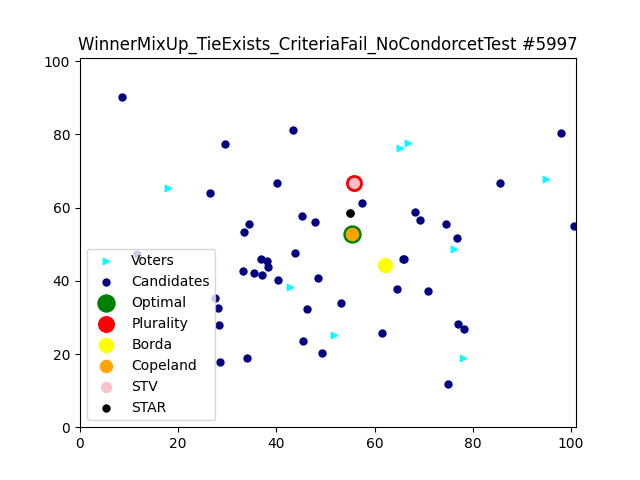 WinnerMixUp_TieExists_CriteriaFail_NoCondorcetTest #5997
100
80
60
40
20
0
Voters
Candidates
Optimal
Plurality
Borda
Copeland
STV
STAR
0 20 40 60 80 100